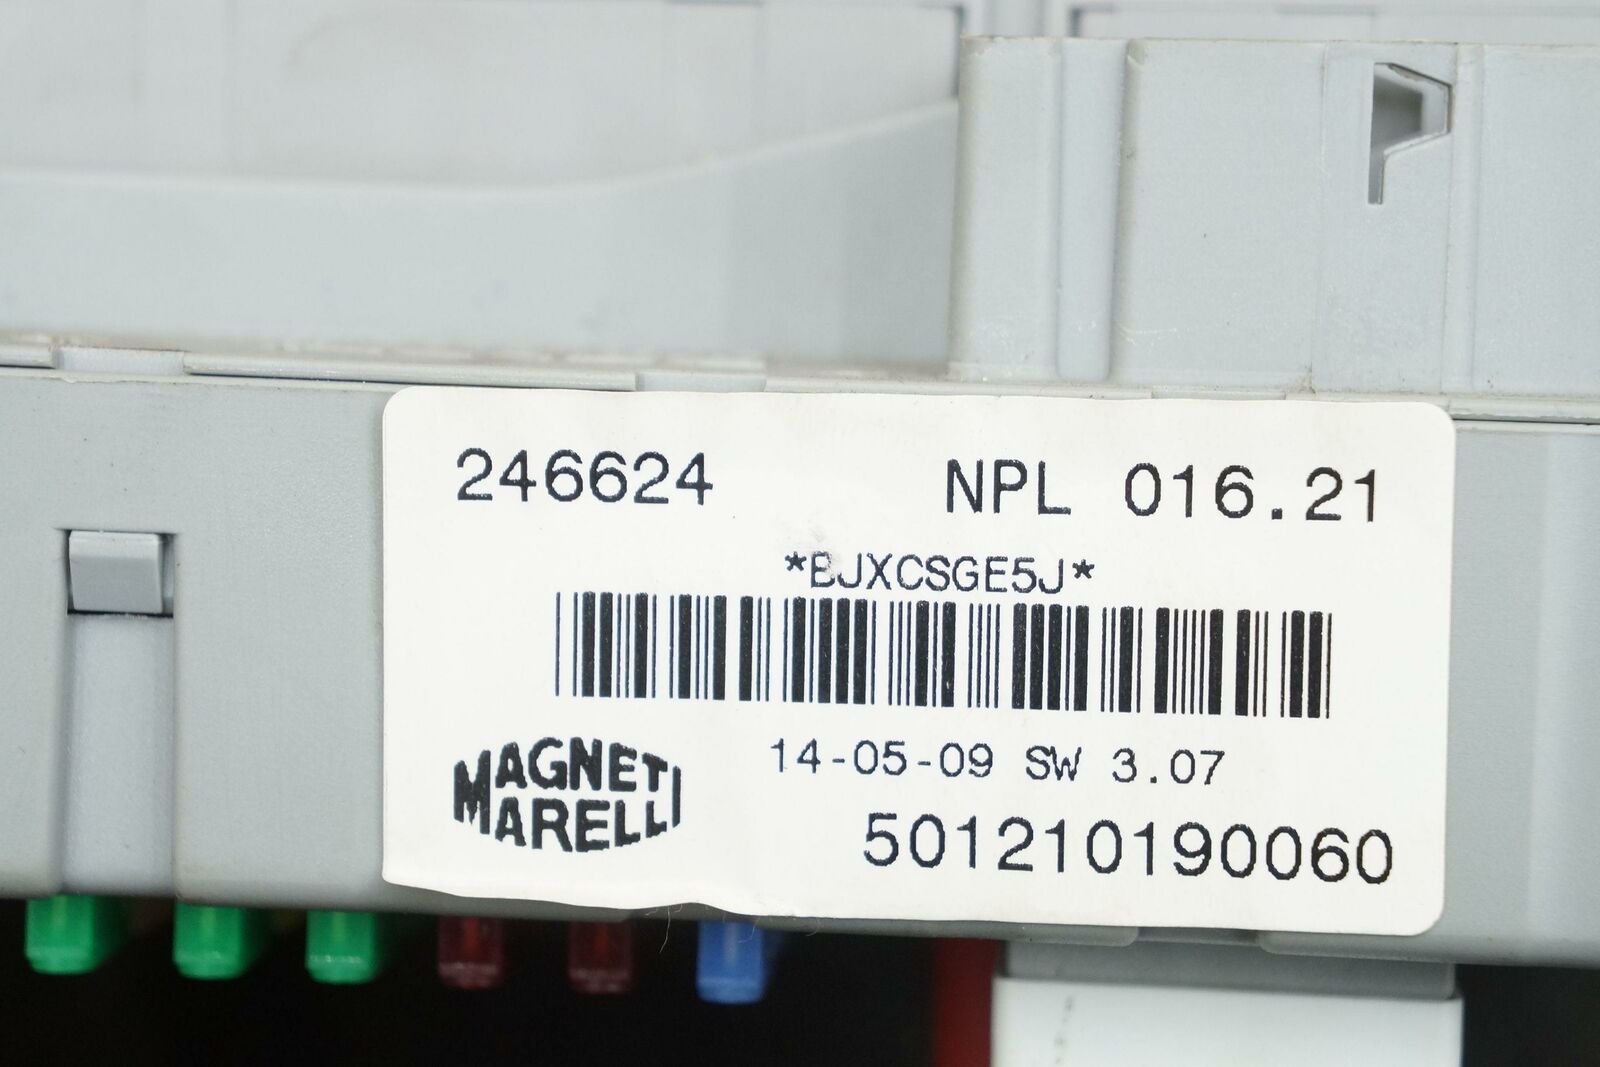 246624 NPL 016.21
*BJXCSGE5J*
14-05-09 SW 3.07
MAGNETI
MARELLI
501210190060